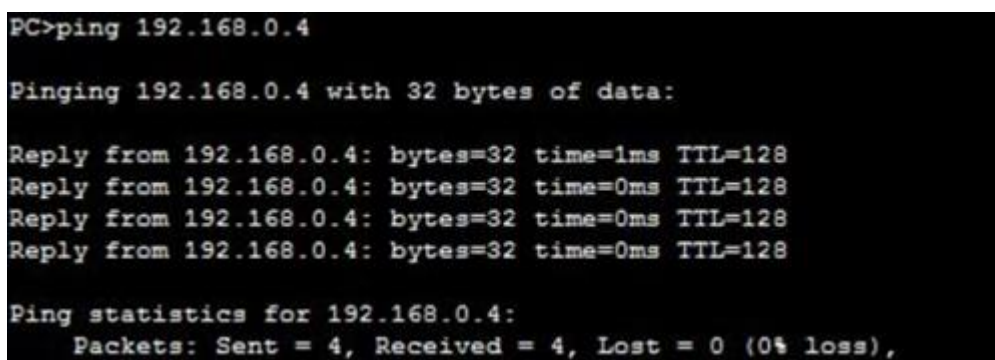 PC>ping 192.168.0.4
Pinging 192.168.0.4 with 32 bytes of data:
Reply from 192.168.0.4: bytes=32 time=1ms TTL=128
Reply from 192.168.0.4: bytes=32 time=0ms TTL=128
Reply from 192.168.0.4: bytes=32 time=0ms TTL=128
Reply from 192.168.0.4: bytes=32 time=0ms TTL=128
Ping statistics for 192.168.0.4:
Packets: Sent = 4, Received = 4, Lost = 0 (0% loss),